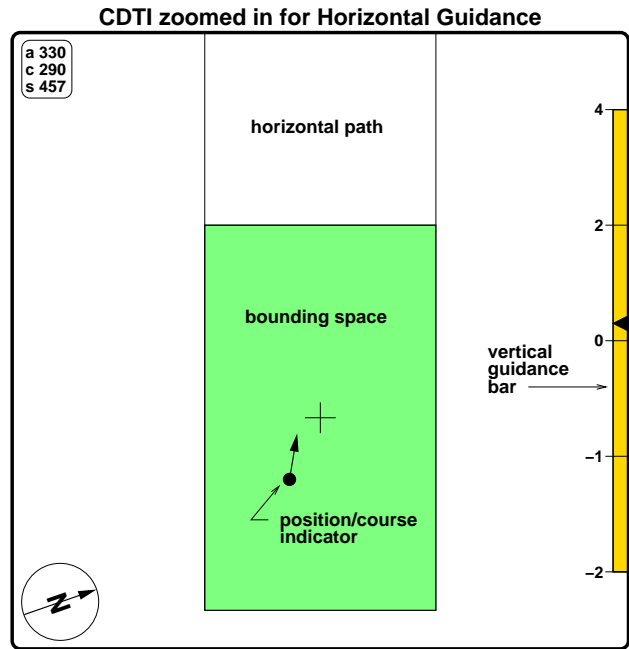 CDTI zoomed in for Horizontal Guidance
a 330
c 290
s 457
horizontal path
4
2
bounding space
0
vertical
guidance
bar
–1
position/course
indicator
–2
N